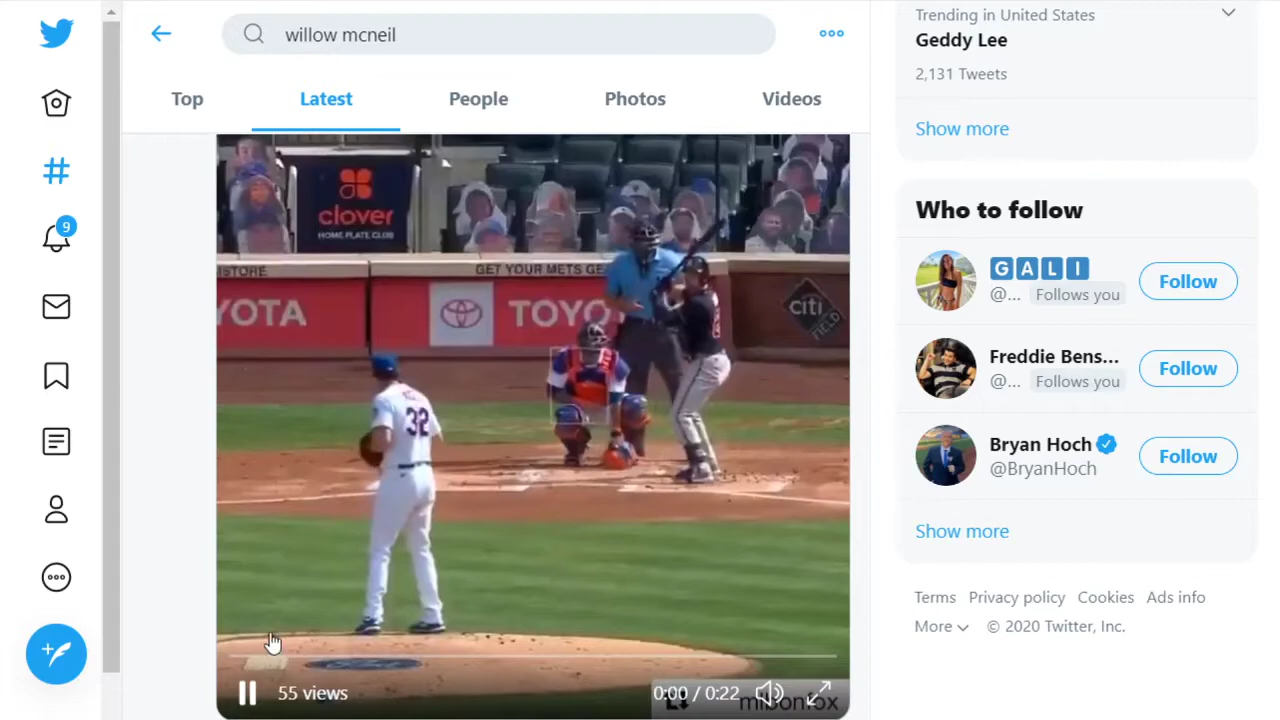 willow mcneil
Top
Latest
People
Photos
Videos
9
clover
HOME PLATE CLUB
STORE
GET YOUR METS GE
YOTA
TOYO
citi
FIELD
32
55 views
0:00 / 0:22
mlbonfox
Trending in United States
Geddy Lee
2,131 Tweets
Show more
Who to follow
GALI
@... Follows you
Follow
Freddie Bens...
@... Follows you
Follow
Bryan Hoch
@BryanHoch
Follow
Show more
Terms Privacy policy Cookies Ads info
More © 2020 Twitter, Inc.